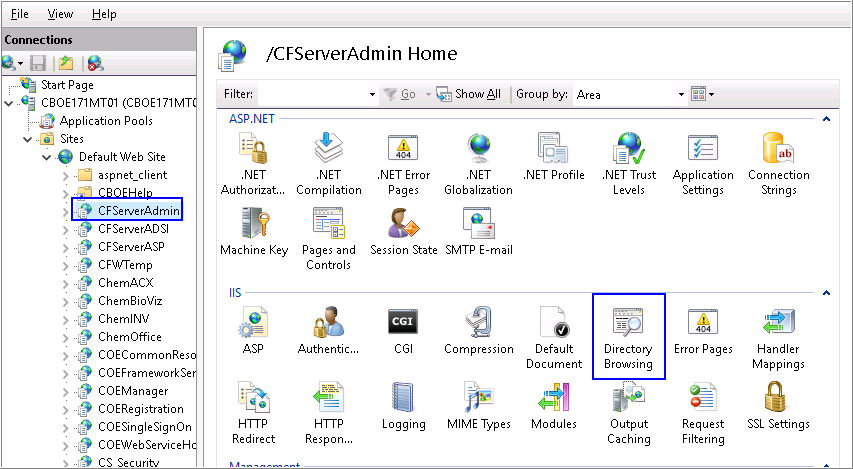 File View Help
Connections
Start Page
CBOE171MT01 (CBOE171MT0
Application Pools
Sites
Default Web Site
aspnet_client
CBOEHelp
CFServerAdmin
CFServerADSI
CFServerASP
CFWTemp
ChemACX
ChemBioViz
ChemINV
ChemOffice
COECommonReso
COEFrameworkSer
COEManager
COERegistration
COESingleSignOn
COEWebServiceHo
CS_Security
/CFServerAdmin Home
Filter: Go Show All Group by: Area
ASP.NET
.NET Authorizat...
.NET Compilation
.NET Error Pages
.NET Globalization
.NET Profile
.NET Trust Levels
Application Settings
Connection Strings
Machine Key
Pages and Controls
Session State
SMTP E-mail
IIS
ASP
Authentic...
CGI
Compression
Default Document
Directory Browsing
Error Pages
Handler Mappings
HTTP Redirect
HTTP Respon...
Logging
MIME Types
Modules
Output Caching
Request Filtering
SSL Settings
Management